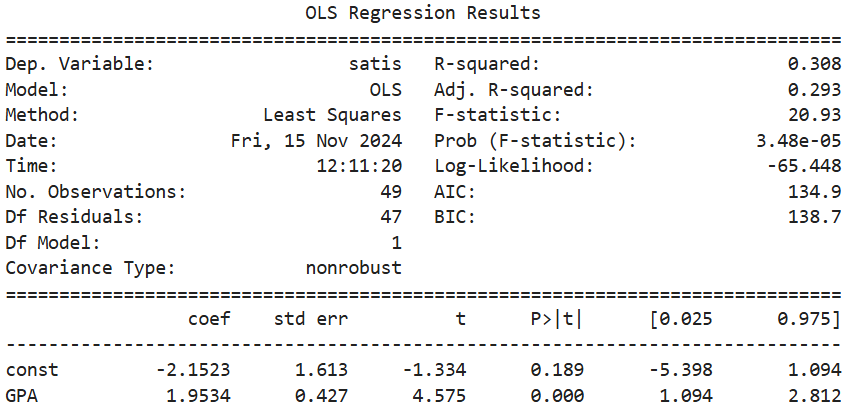 OLS Regression Results
==============================================================================
Dep. Variable:                  satis   R-squared:                       0.308
Model:                            OLS   Adj. R-squared:                  0.293
Method:                 Least Squares   F-statistic:                     20.93
Date:                Fri, 15 Nov 2024   Prob (F-statistic):           3.48e-05
Time:                        12:11:20   Log-Likelihood:                -65.448
No. Observations:                  49   AIC:                             134.9
Df Residuals:                      47   BIC:                             138.7
Df Model:                           1
Covariance Type:            nonrobust
==============================================================================
                 coef    std err          t      P>|t|      [0.025      0.975]
------------------------------------------------------------------------------
const         -2.1523      1.613     -1.334      0.189      -5.398       1.094
GPA            1.9534      0.427      4.575      0.000       1.094       2.812